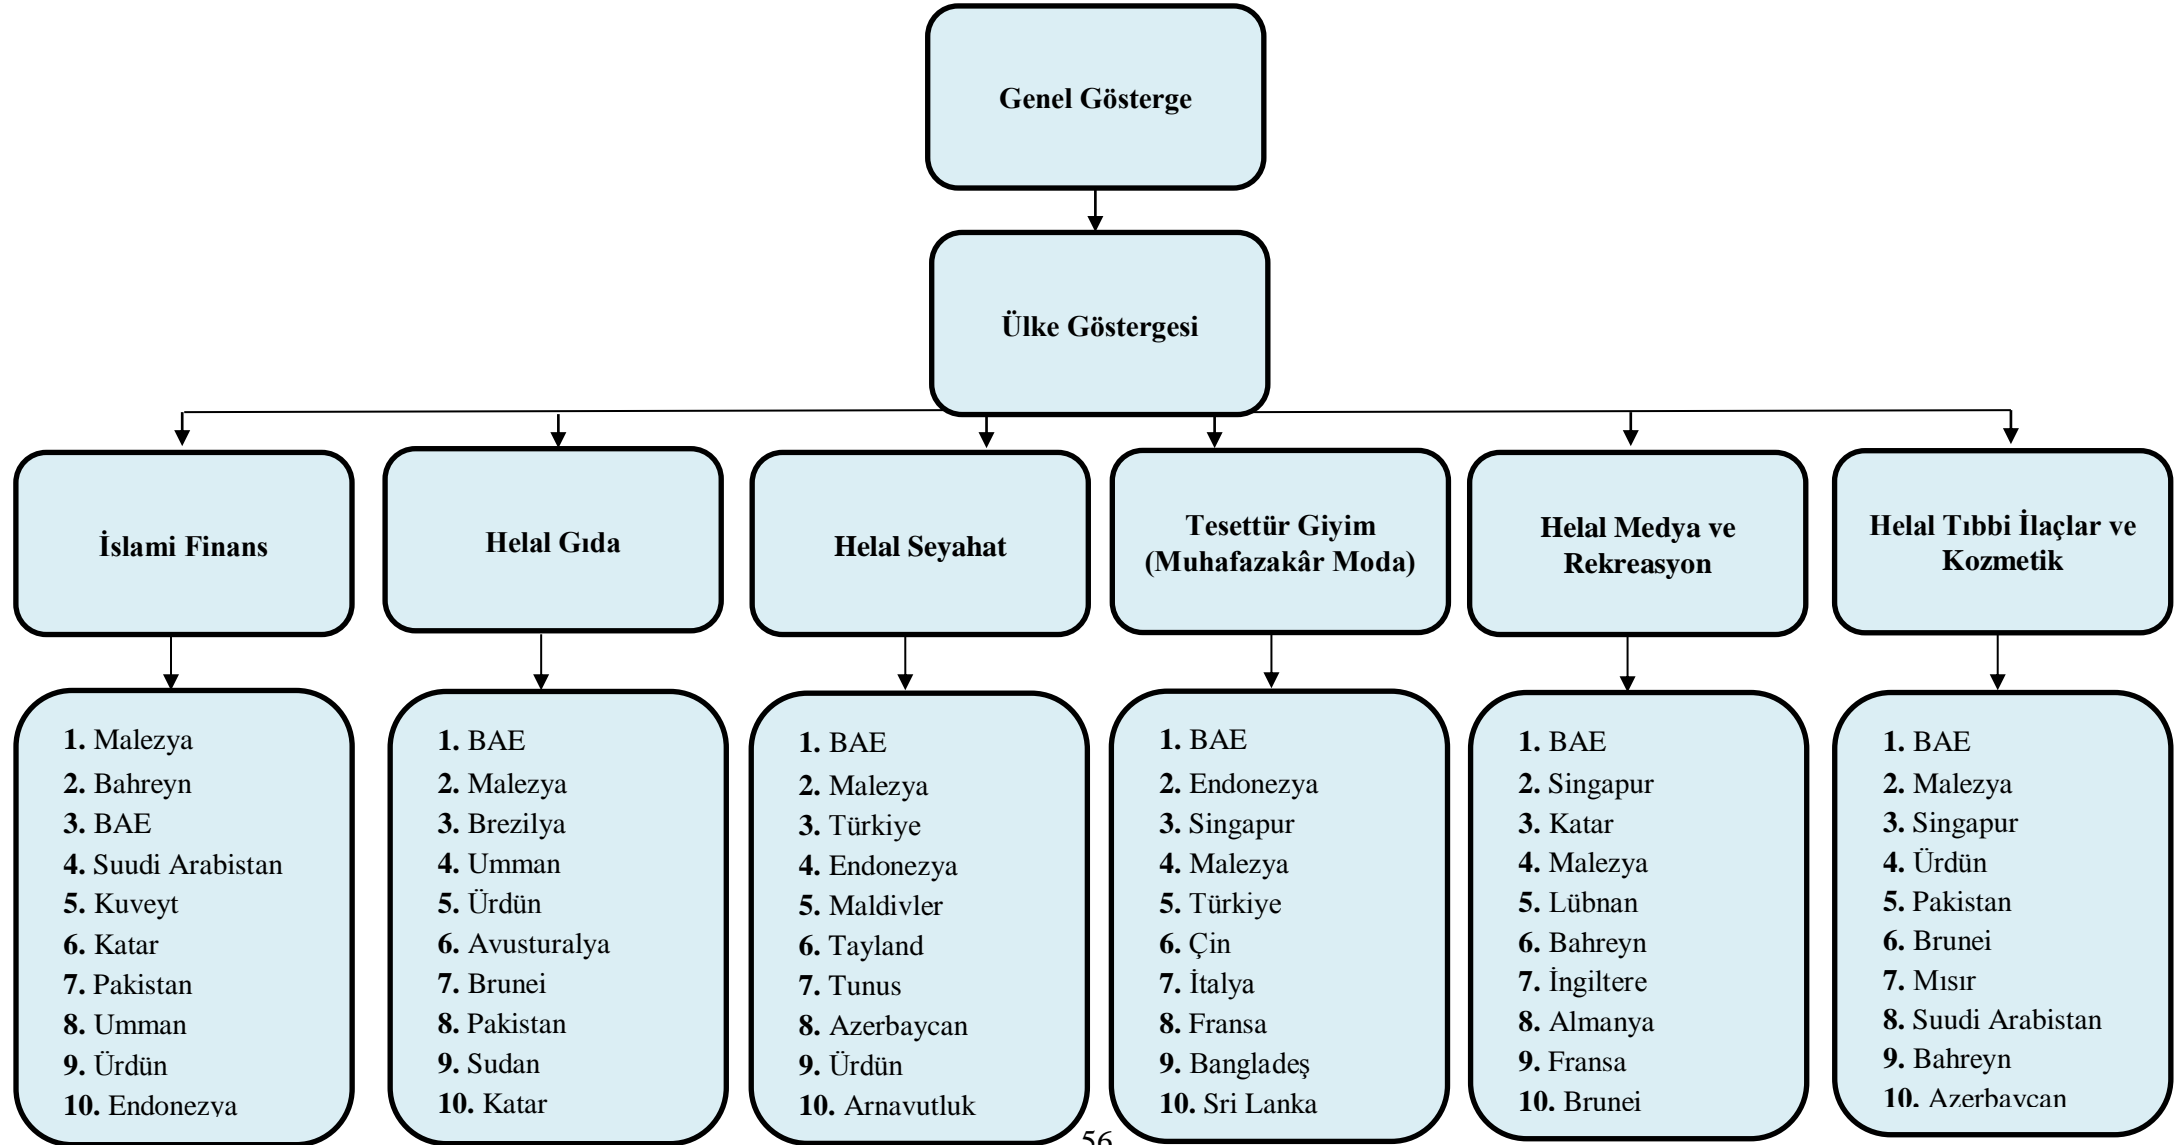 Genel Gösterge
Ülke Göstergesi
İslami Finans
Helal Gıda
Helal Seyahat
Tesettür Giyim
(Muhafazakâr Moda)
Helal Medya ve
Rekreasyon
Helal Tıbbi İlaçlar ve
Kozmetik
1. Malezya
2. Bahreyn
3. BAE
4. Suudi Arabistan
5. Kuveyt
6. Katar
7. Pakistan
8. Umman
9. Ürdün
10. Endonezya
1. BAE
2. Malezya
3. Brezilya
4. Umman
5. Ürdün
6. Avusturalya
7. Brunei
8. Pakistan
9. Sudan
10. Katar
1. BAE
2. Malezya
3. Türkiye
4. Endonezya
5. Maldivler
6. Tayland
7. Tunus
8. Azerbaycan
9. Ürdün
10. Arnavutluk
1. BAE
2. Endonezya
3. Singapur
4. Malezya
5. Türkiye
6. Çin
7. İtalya
8. Fransa
9. Bangladeş
10. Sri Lanka
1. BAE
2. Singapur
3. Katar
4. Malezya
5. Lübnan
6. Bahreyn
7. İngiltere
8. Almanya
9. Fransa
10. Brunei
1. BAE
2. Malezya
3. Singapur
4. Ürdün
5. Pakistan
6. Brunei
7. Mısır
8. Suudi Arabistan
9. Bahreyn
10. Azerbaycan
56